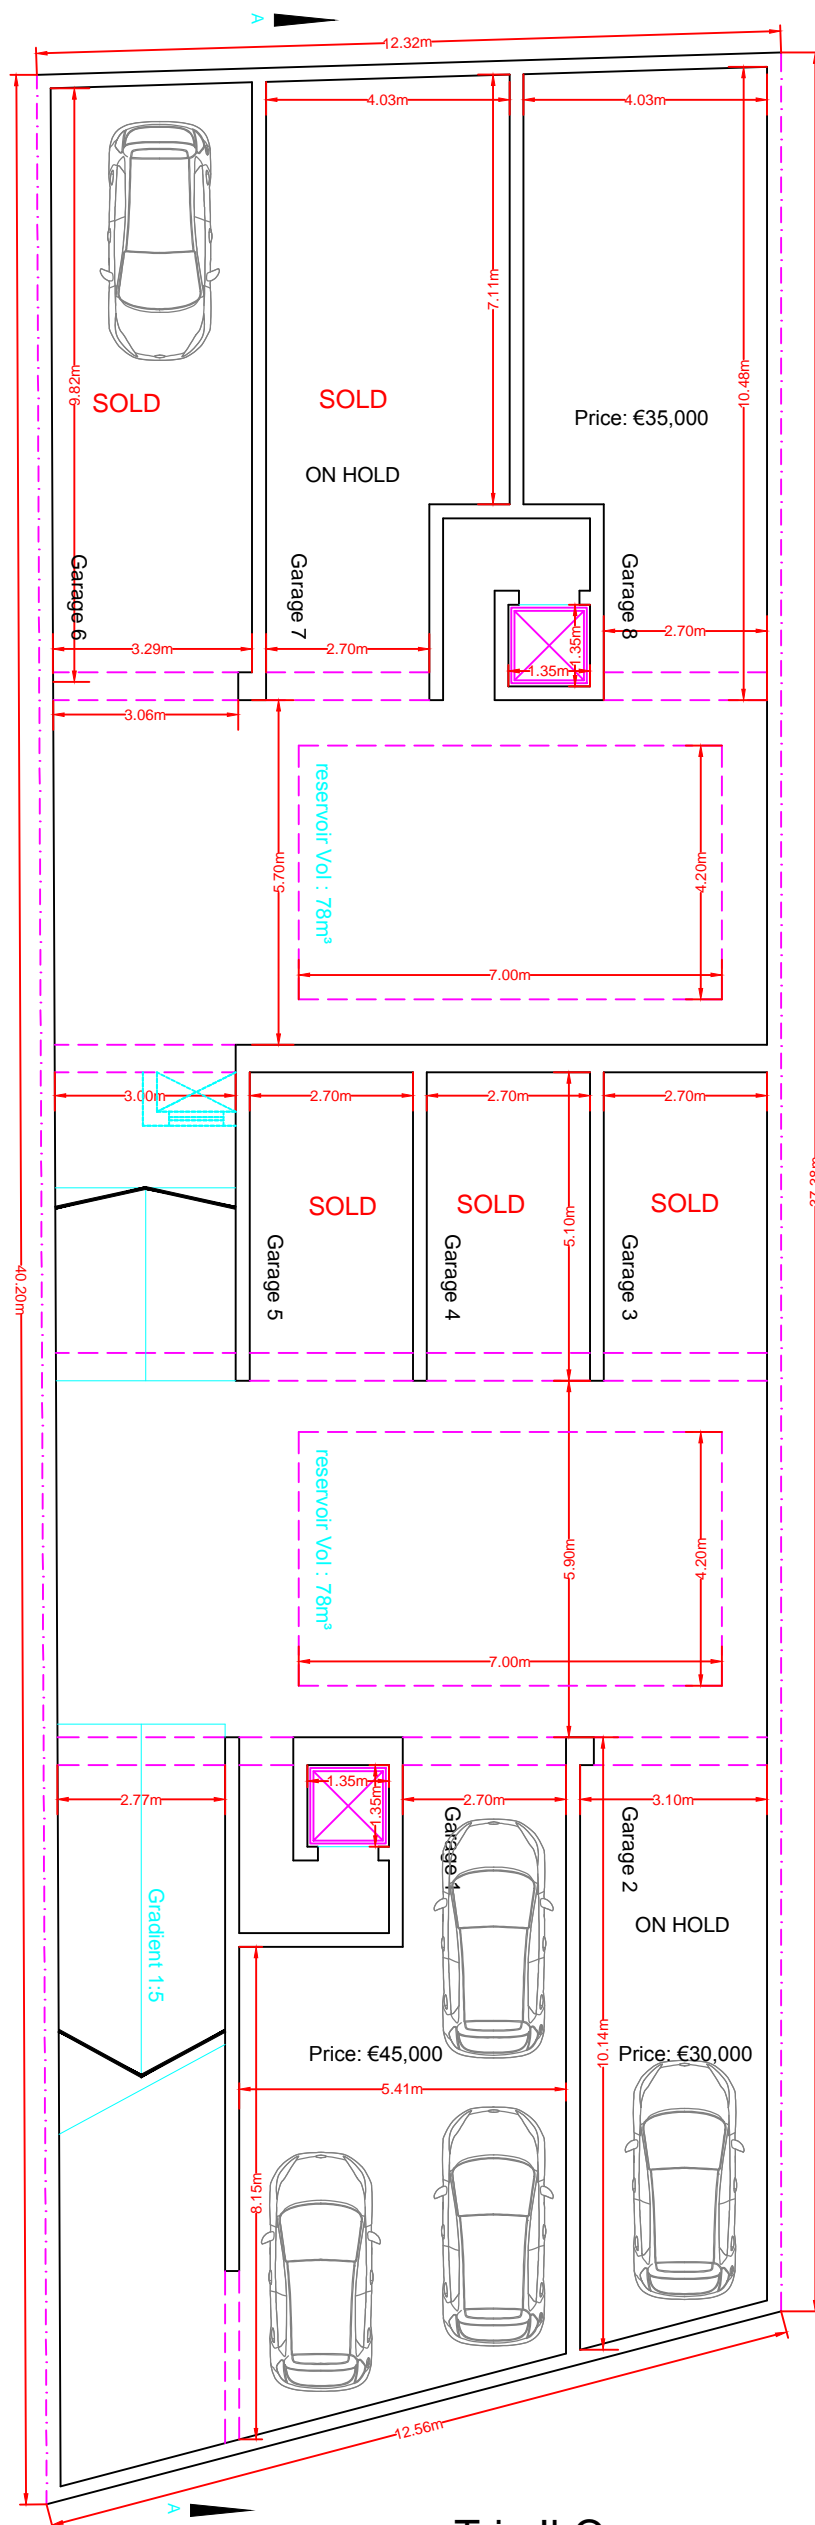 A
12.32m
4.03m
4.03m
7.11m
10.48m
9.82m
SOLD
SOLD
Price: €35,000
ON HOLD
Garage 6
Garage 7
Garage 8
3.29m
2.70m
1.35m
1.35m
2.70m
3.06m
reservoir Vol : 78m³
5.70m
4.20m
7.00m
3.00m
2.70m
2.70m
2.70m
SOLD
SOLD
SOLD
5.10m
Garage 5
Garage 4
Garage 3
40.20m
reservoir Vol : 78m³
5.90m
4.20m
7.00m
2.77m
1.35m
1.35m
2.70m
3.10m
Garage 1
Garage 2
ON HOLD
Gradient 1:5
Price: €45,000
10.14m
Price: €30,000
5.41m
8.15m
12.56m
A